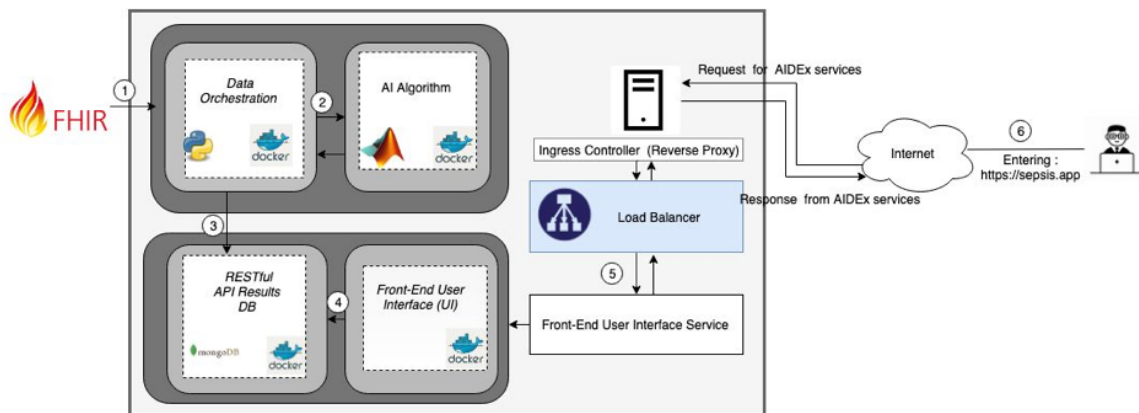 FHIR
1
Data
Orchestration
docker
2
AI Algorithm
docker
3
RESTful
API Results
DB
mongoDB
docker
4
Front-End User
Interface (UI)
docker
Ingress Controller (Reverse Proxy)
Load Balancer
5
Front-End User Interface Service
Request for AIDEx services
Response from AIDEx services
Internet
6
Entering :
https://sepsis.app